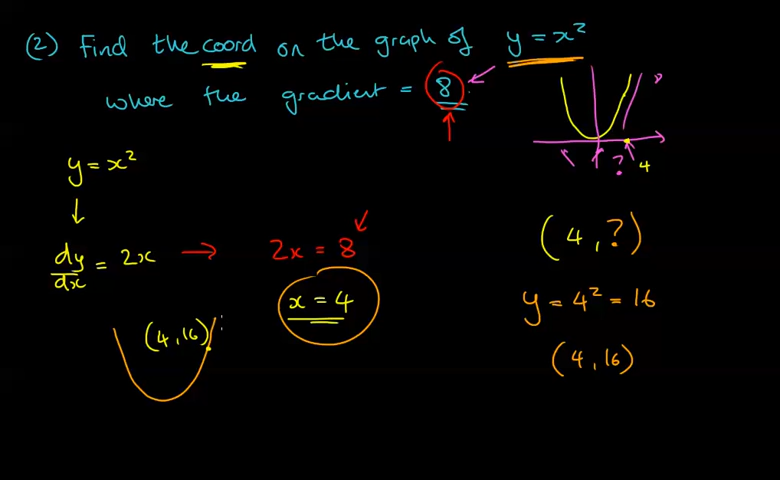 (2) Find the coord on the graph of y = x²
where the gradient = 8.
y = x²
dy/dx = 2x → 2x = 8
x = 4
(4, 16)
? 4
(4, ?)
y = 4² = 16
(4, 16)